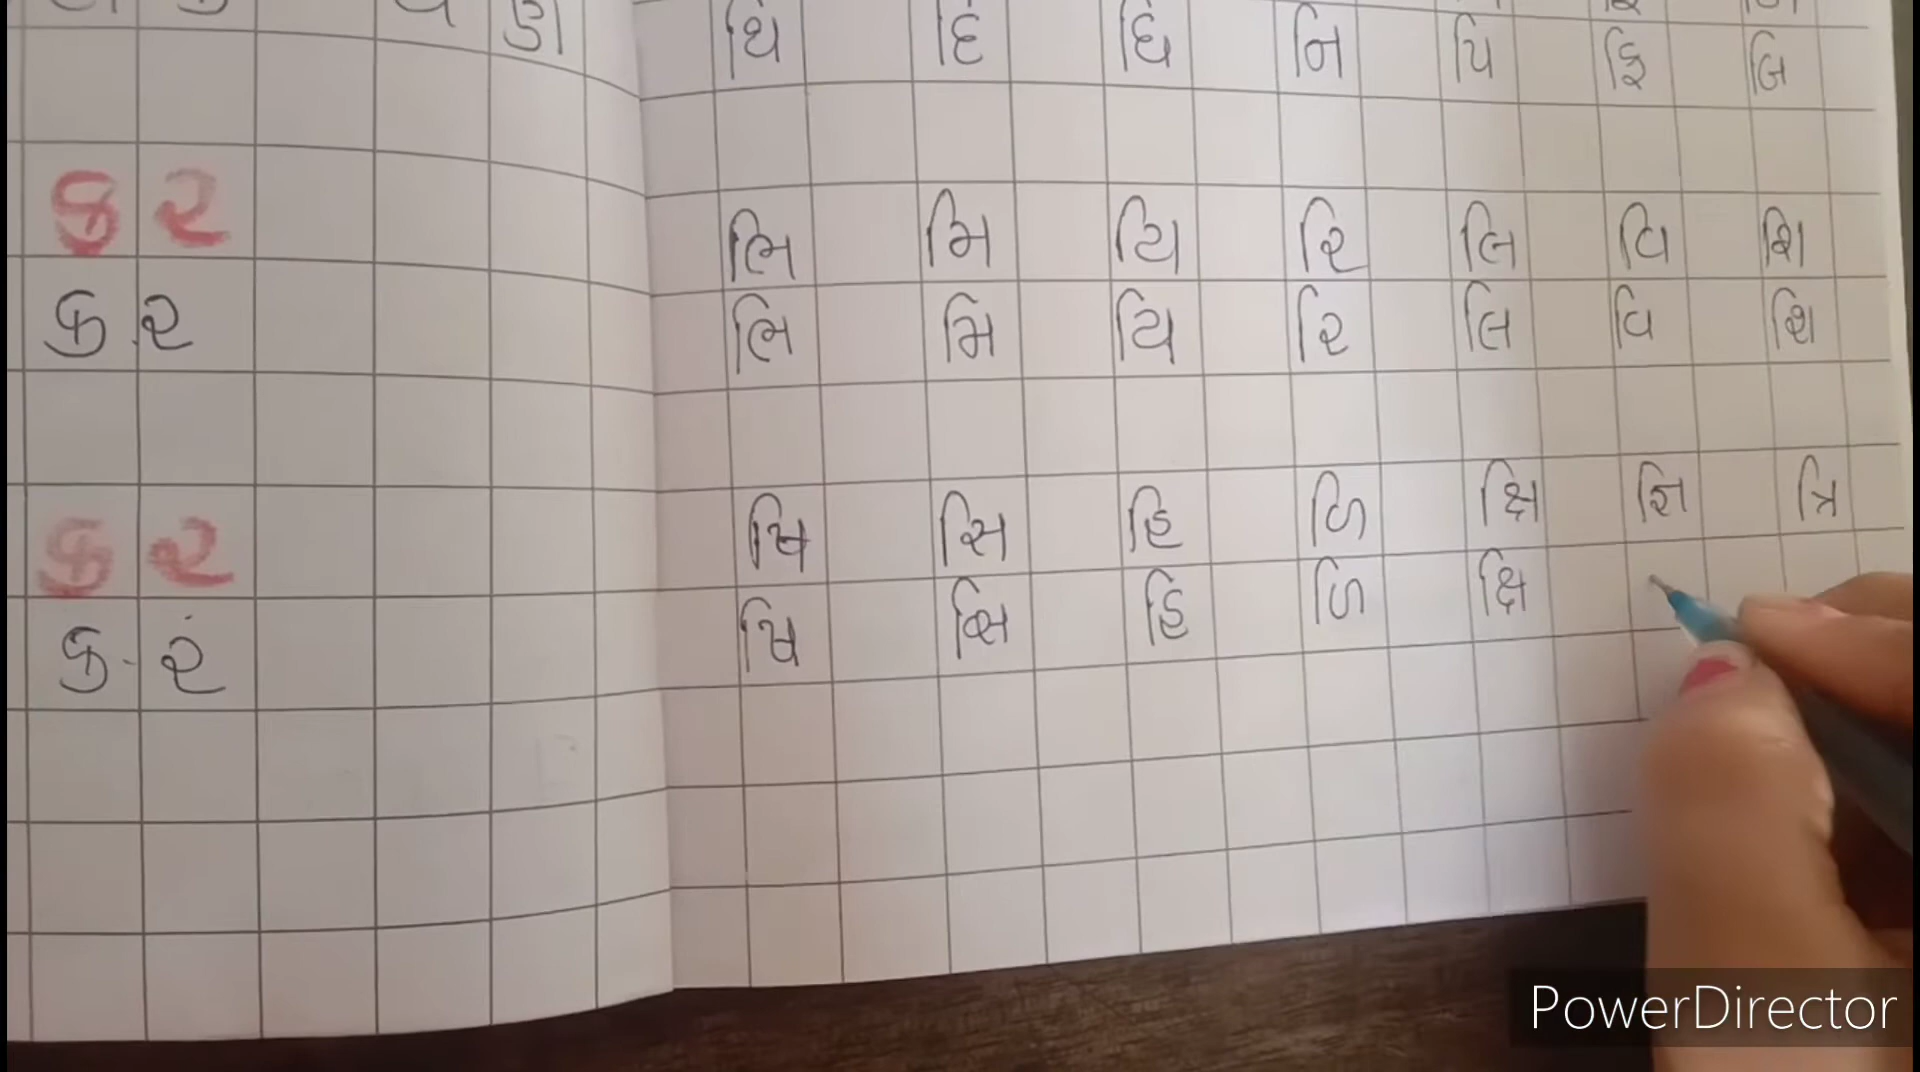 ણ
થિ દિ ધિ નિ પિ ફિ બિ
ક ર
ક ર
ક ર
ક રં
ભિ મિ યિ રિ લિ વિ શિ
ભિ મિ યિ રિ લિ વિ શિ
ષિ સિ હિ ળિ ક્ષિ જ્ઞિ ત્રિ
ષિ સિ હિ ળિ ક્ષિ
PowerDirector